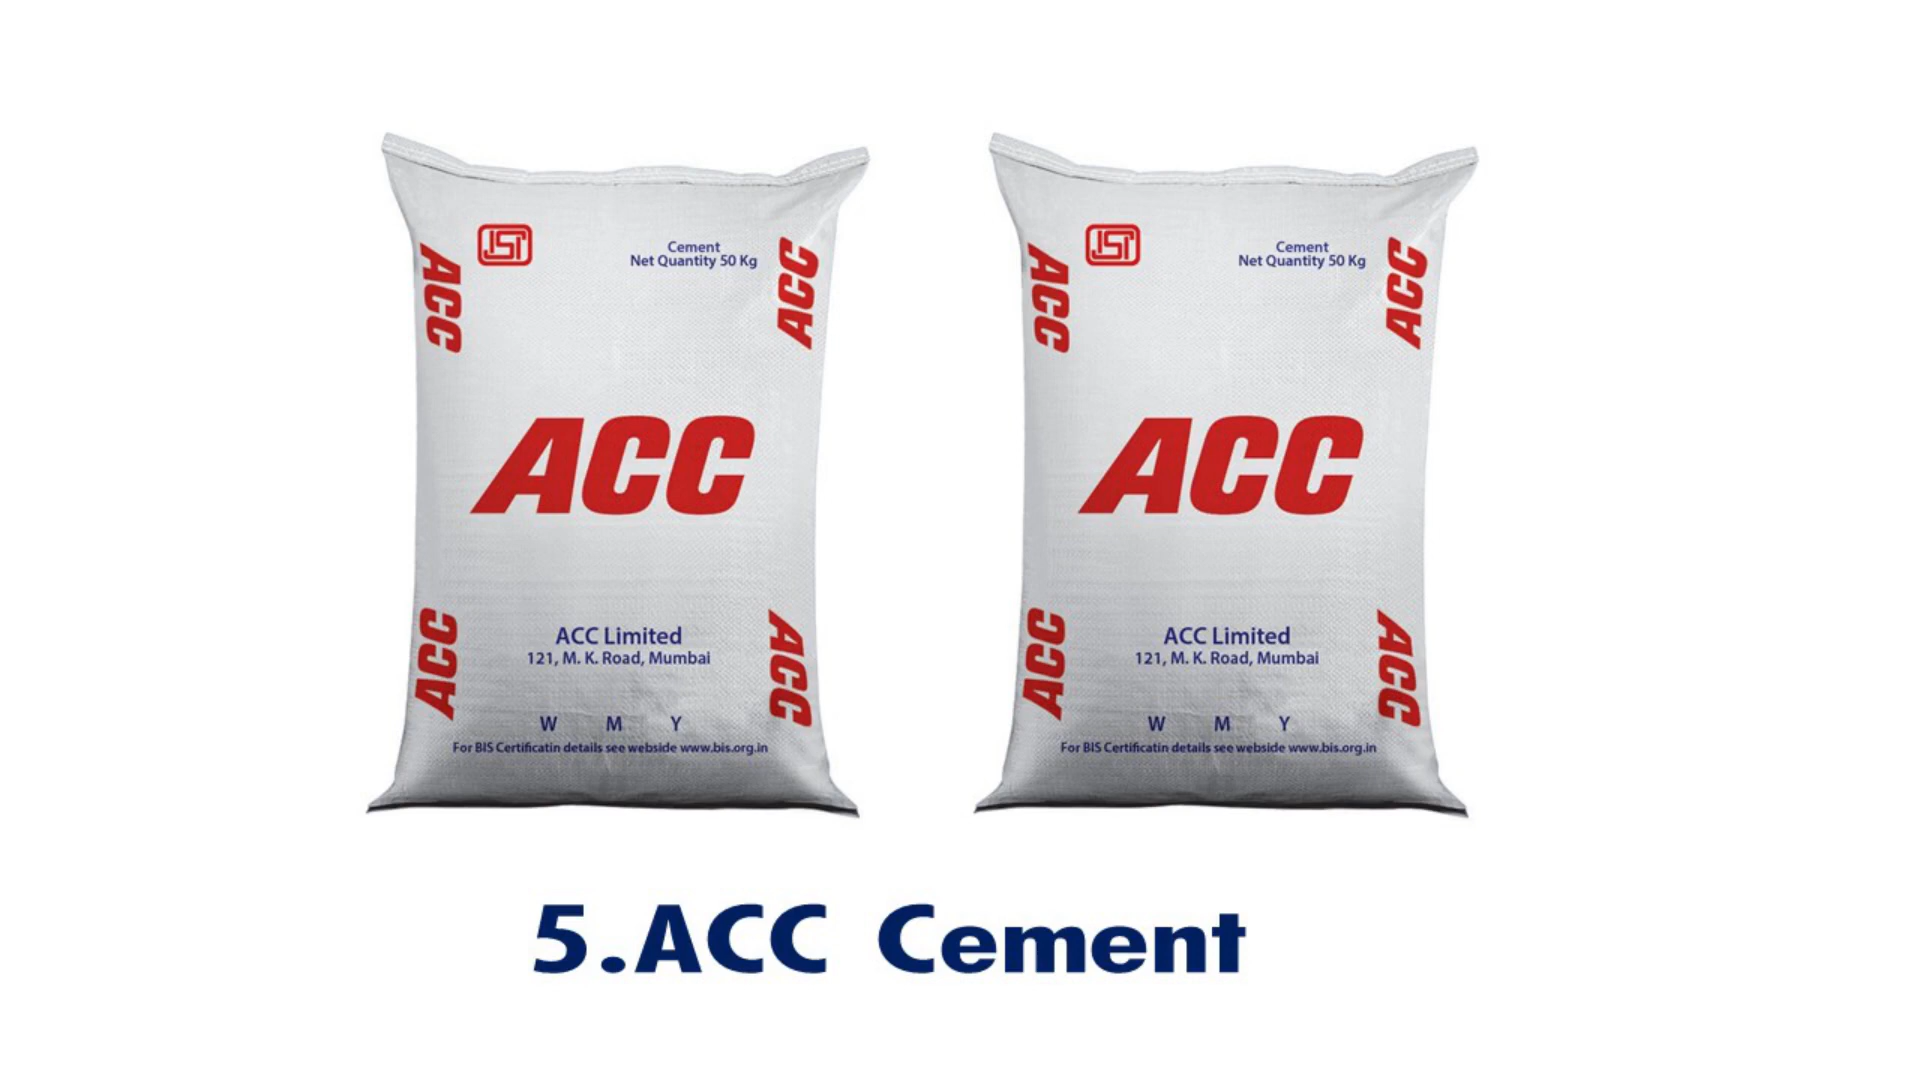 ISI
Cement
Net Quantity 50 Kg
ACC
ACC
ACC
ACC Limited
121, M. K. Road, Mumbai
ACC
ACC
W M Y
For BIS Certificatin details see webside www.bis.org.in
ISI
Cement
Net Quantity 50 Kg
ACC
ACC
ACC
ACC Limited
121, M. K. Road, Mumbai
ACC
ACC
W M Y
For BIS Certificatin details see webside www.bis.org.in
5.ACC Cement